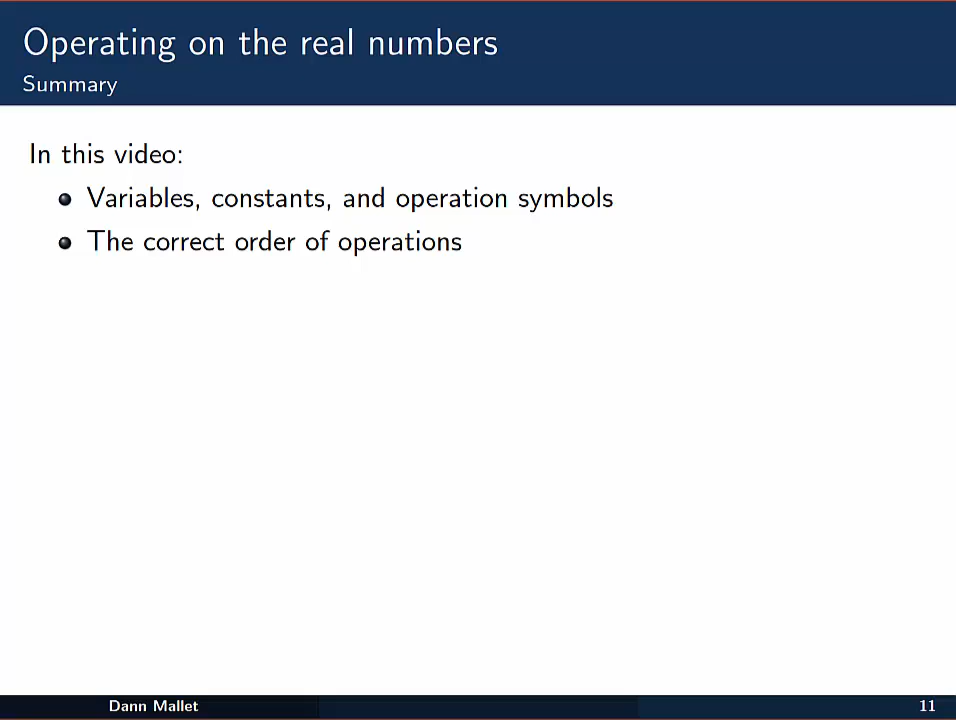 Operating on the real numbers
Summary
In this video:
Variables, constants, and operation symbols
The correct order of operations
Dann Mallet
11